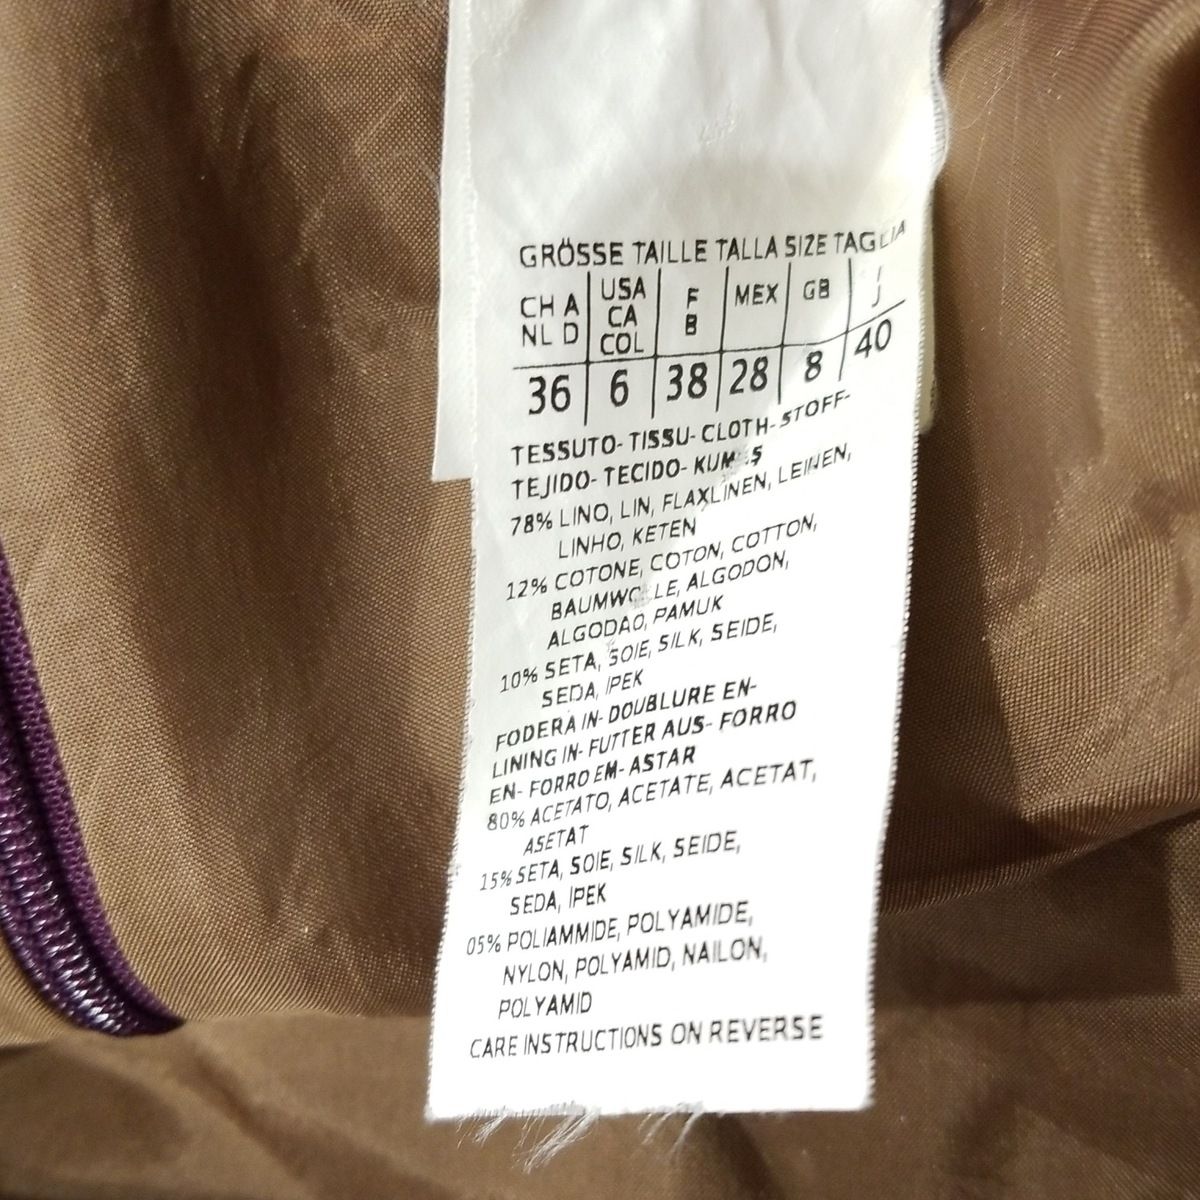 GRÖSSE TAILLE TALLA SIZE TAGLIA
CH A USA F MEX GB I
NL D CA B J
COL
36 6 38 28 8 40
TESSUTO- TISSU- CLOTH- STOFF-
TEJIDO- TECIDO-
78% LINO, LIN, FLAXLINEN, LEINEN,
LINHO, KETEN
12% COTONE, COTON, COTTON,
ALGODON,
ALGODAO, PAMUK
10% SETA, SOIE, SILK, SEIDE,
SEDA, IPEK
FODERA IN- DOUBLURE EN-
LINING IN- FUTTER AUS- FORRO
EN- FORRO EM- ASTAR
80% ACETATO, ACETATE, ACETAT,
ASETAT
15% SETA, SOIE, SILK, SEIDE,
SEDA, IPEK
05% POLIAMMIDE, POLYAMIDE,
NYLON, POLYAMID, NAILON,
POLYAMID
CARE INSTRUCTIONS ON REVERSE